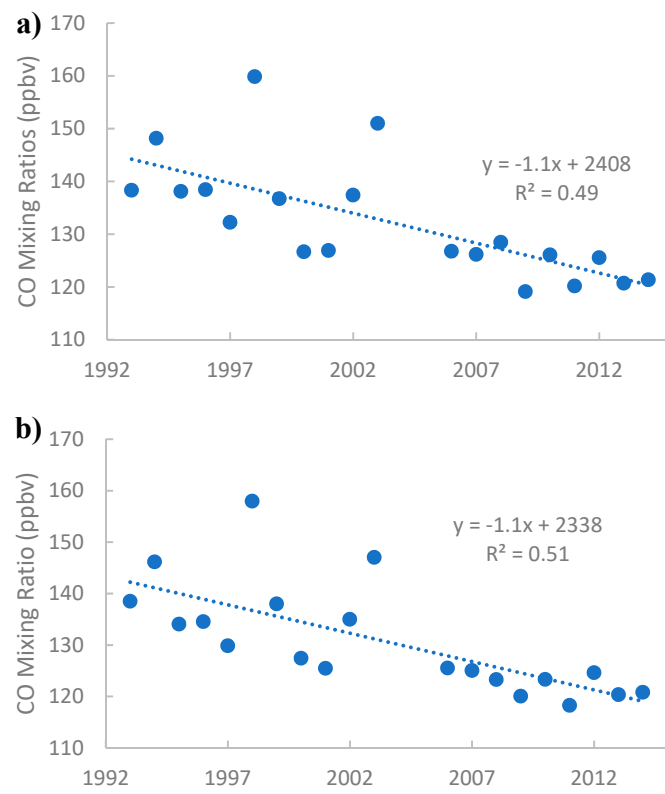 a)
170
160
150
140
130
120
110
CO Mixing Ratios (ppbv)
y = -1.1x + 2408
R² = 0.49
1992 1997 2002 2007 2012
b)
170
160
150
140
130
120
110
CO Mixing Ratio (ppbv)
y = -1.1x + 2338
R² = 0.51
1992 1997 2002 2007 2012